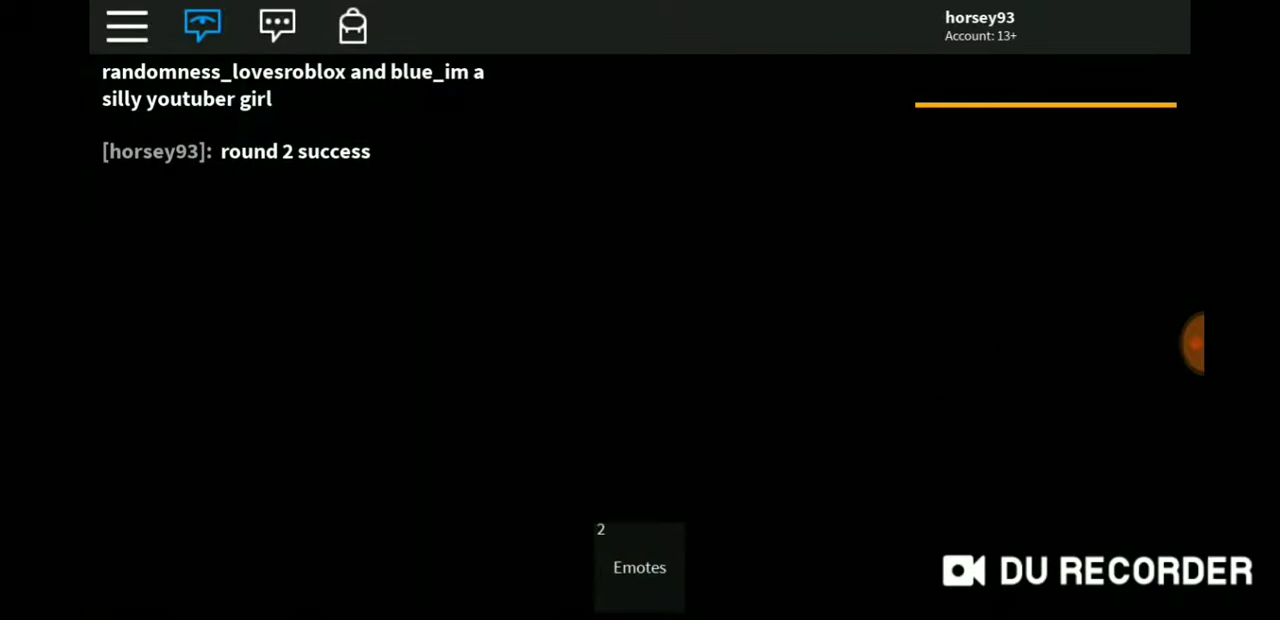 horsey93
Account: 13+
randomness_lovesroblox and blue_im a
silly youtuber girl
[horsey93]: round 2 success
2
Emotes
DU RECORDER